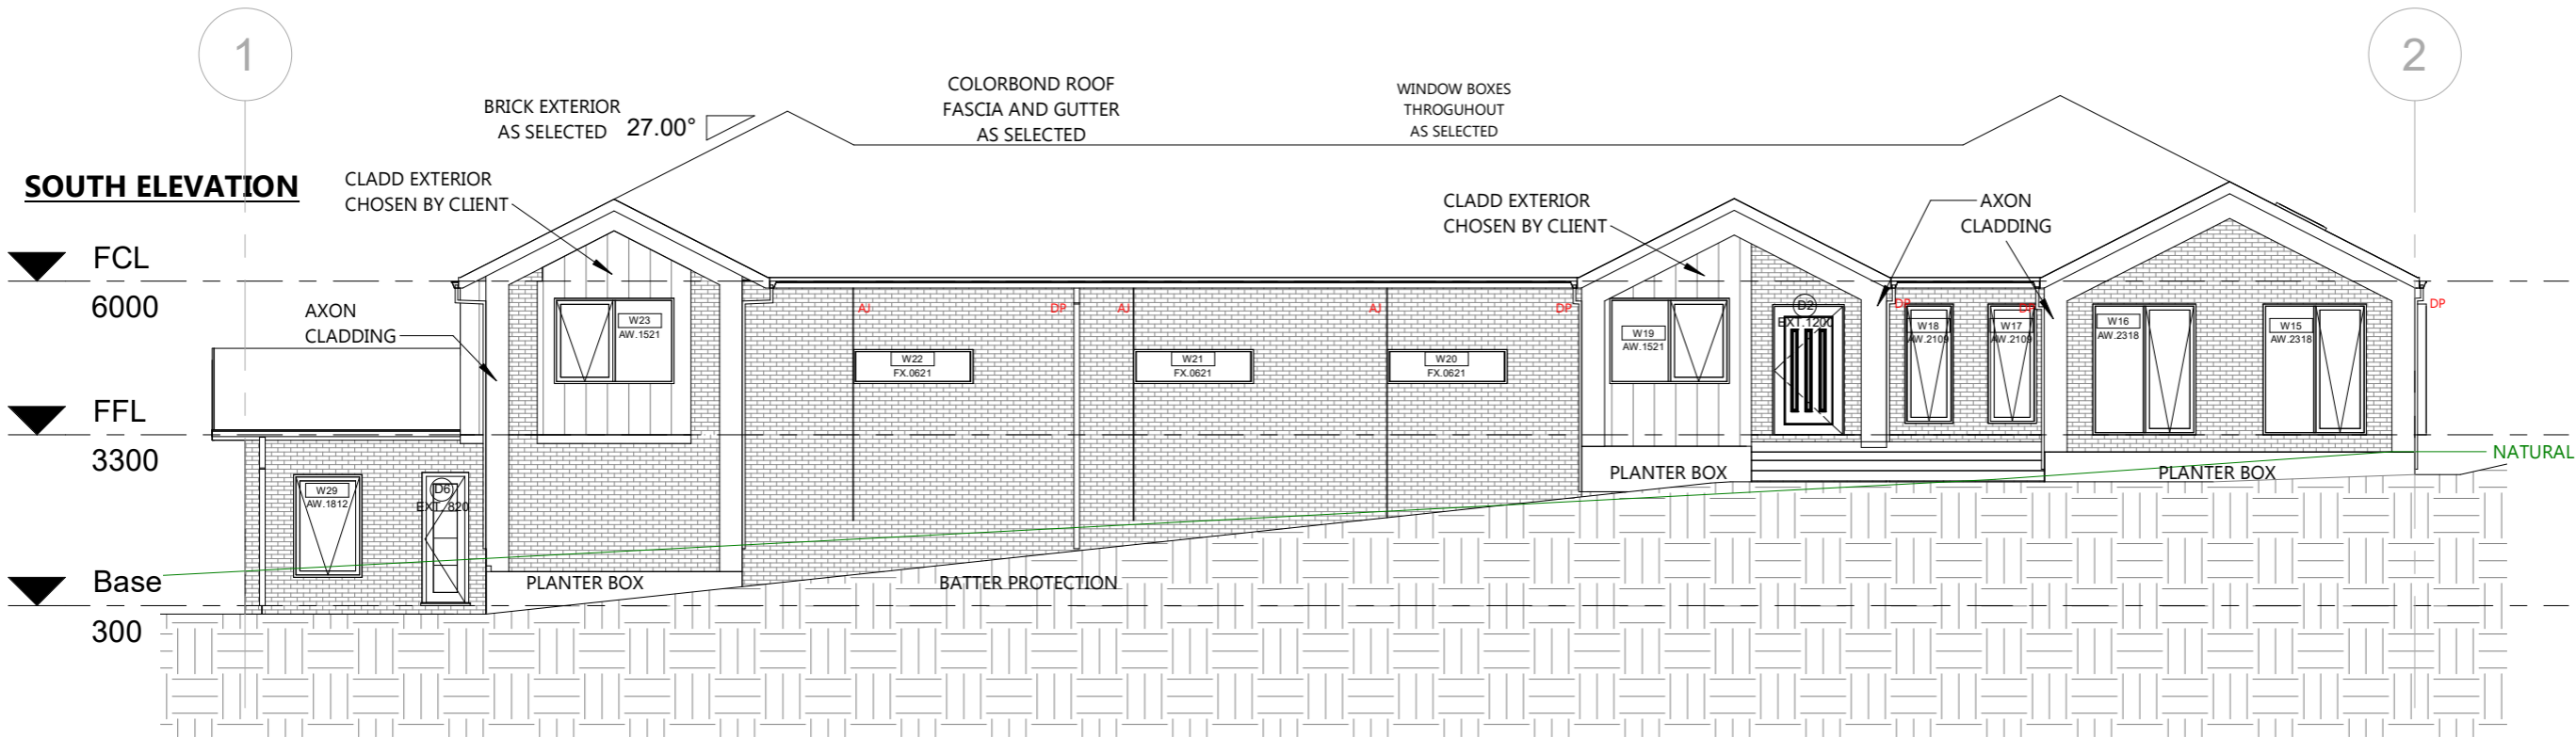 1
2
COLORBOND ROOF
FASCIA AND GUTTER
AS SELECTED
WINDOW BOXES
THROGUHOUT
AS SELECTED
BRICK EXTERIOR
AS SELECTED
27.00°
SOUTH ELEVATION
CLADD EXTERIOR
CHOSEN BY CLIENT
CLADD EXTERIOR
CHOSEN BY CLIENT
AXON
CLADDING
FCL
6000
AXON
CLADDING
AJ
DP
AJ
AJ
DP
DP
DP
DP
W23
AW.1521
W22
FX.0621
W21
FX.0621
W20
FX.0621
W19
AW.1521
D2
EXT.1200
W18
AW.2109
W17
AW.2109
W16
AW.2318
W15
AW.2318
FFL
3300
NATURAL
PLANTER BOX
PLANTER BOX
W29
AW.1812
D6
EXT. 820
Base
300
PLANTER BOX
BATTER PROTECTION